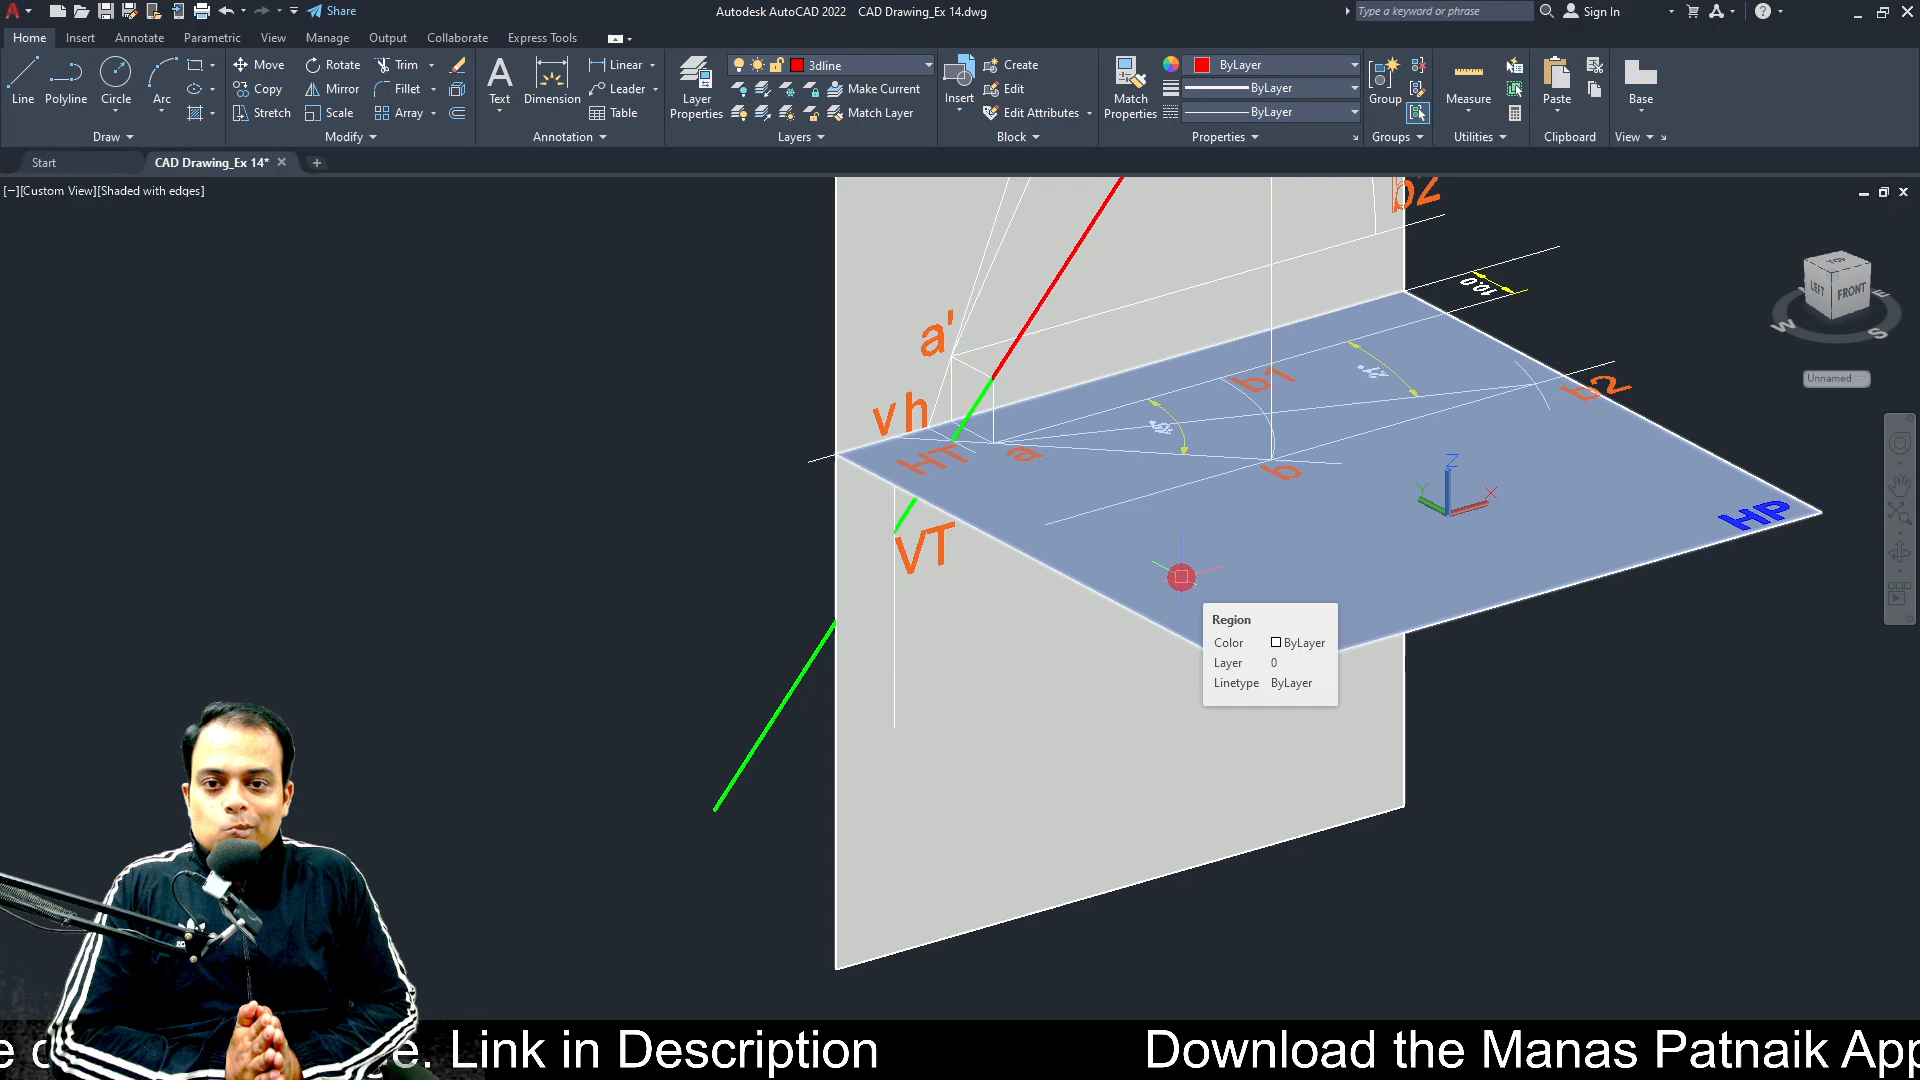 Share
Autodesk AutoCAD 2022 CAD Drawing_Ex 14.dwg
Type a keyword or phrase
Sign In
Home Insert Annotate Parametric View Manage Output Collaborate Express Tools
Line Polyline Circle Arc
Move Rotate Trim
Copy Mirror Fillet
Stretch Scale Array
Text Dimension
Linear
Leader
Table
Layer Properties
3dline
Make Current
Match Layer
Insert
Create
Edit
Edit Attributes
Match Properties
ByLayer
ByLayer
ByLayer
Group
Measure
Paste
Base
Draw Modify Annotation Layers Block Properties Groups Utilities Clipboard View
Start CAD Drawing_Ex 14*
[−][Custom View][Shaded with edges]
b2
10.0
TOP
LEFT FRONT
W S E
Unnamed
a'
vh
HT a
b1
b2
b
Z
Y X
HP
VT
Region
Color ByLayer
Layer 0
Linetype ByLayer
e. Link in Description Download the Manas Patnaik App